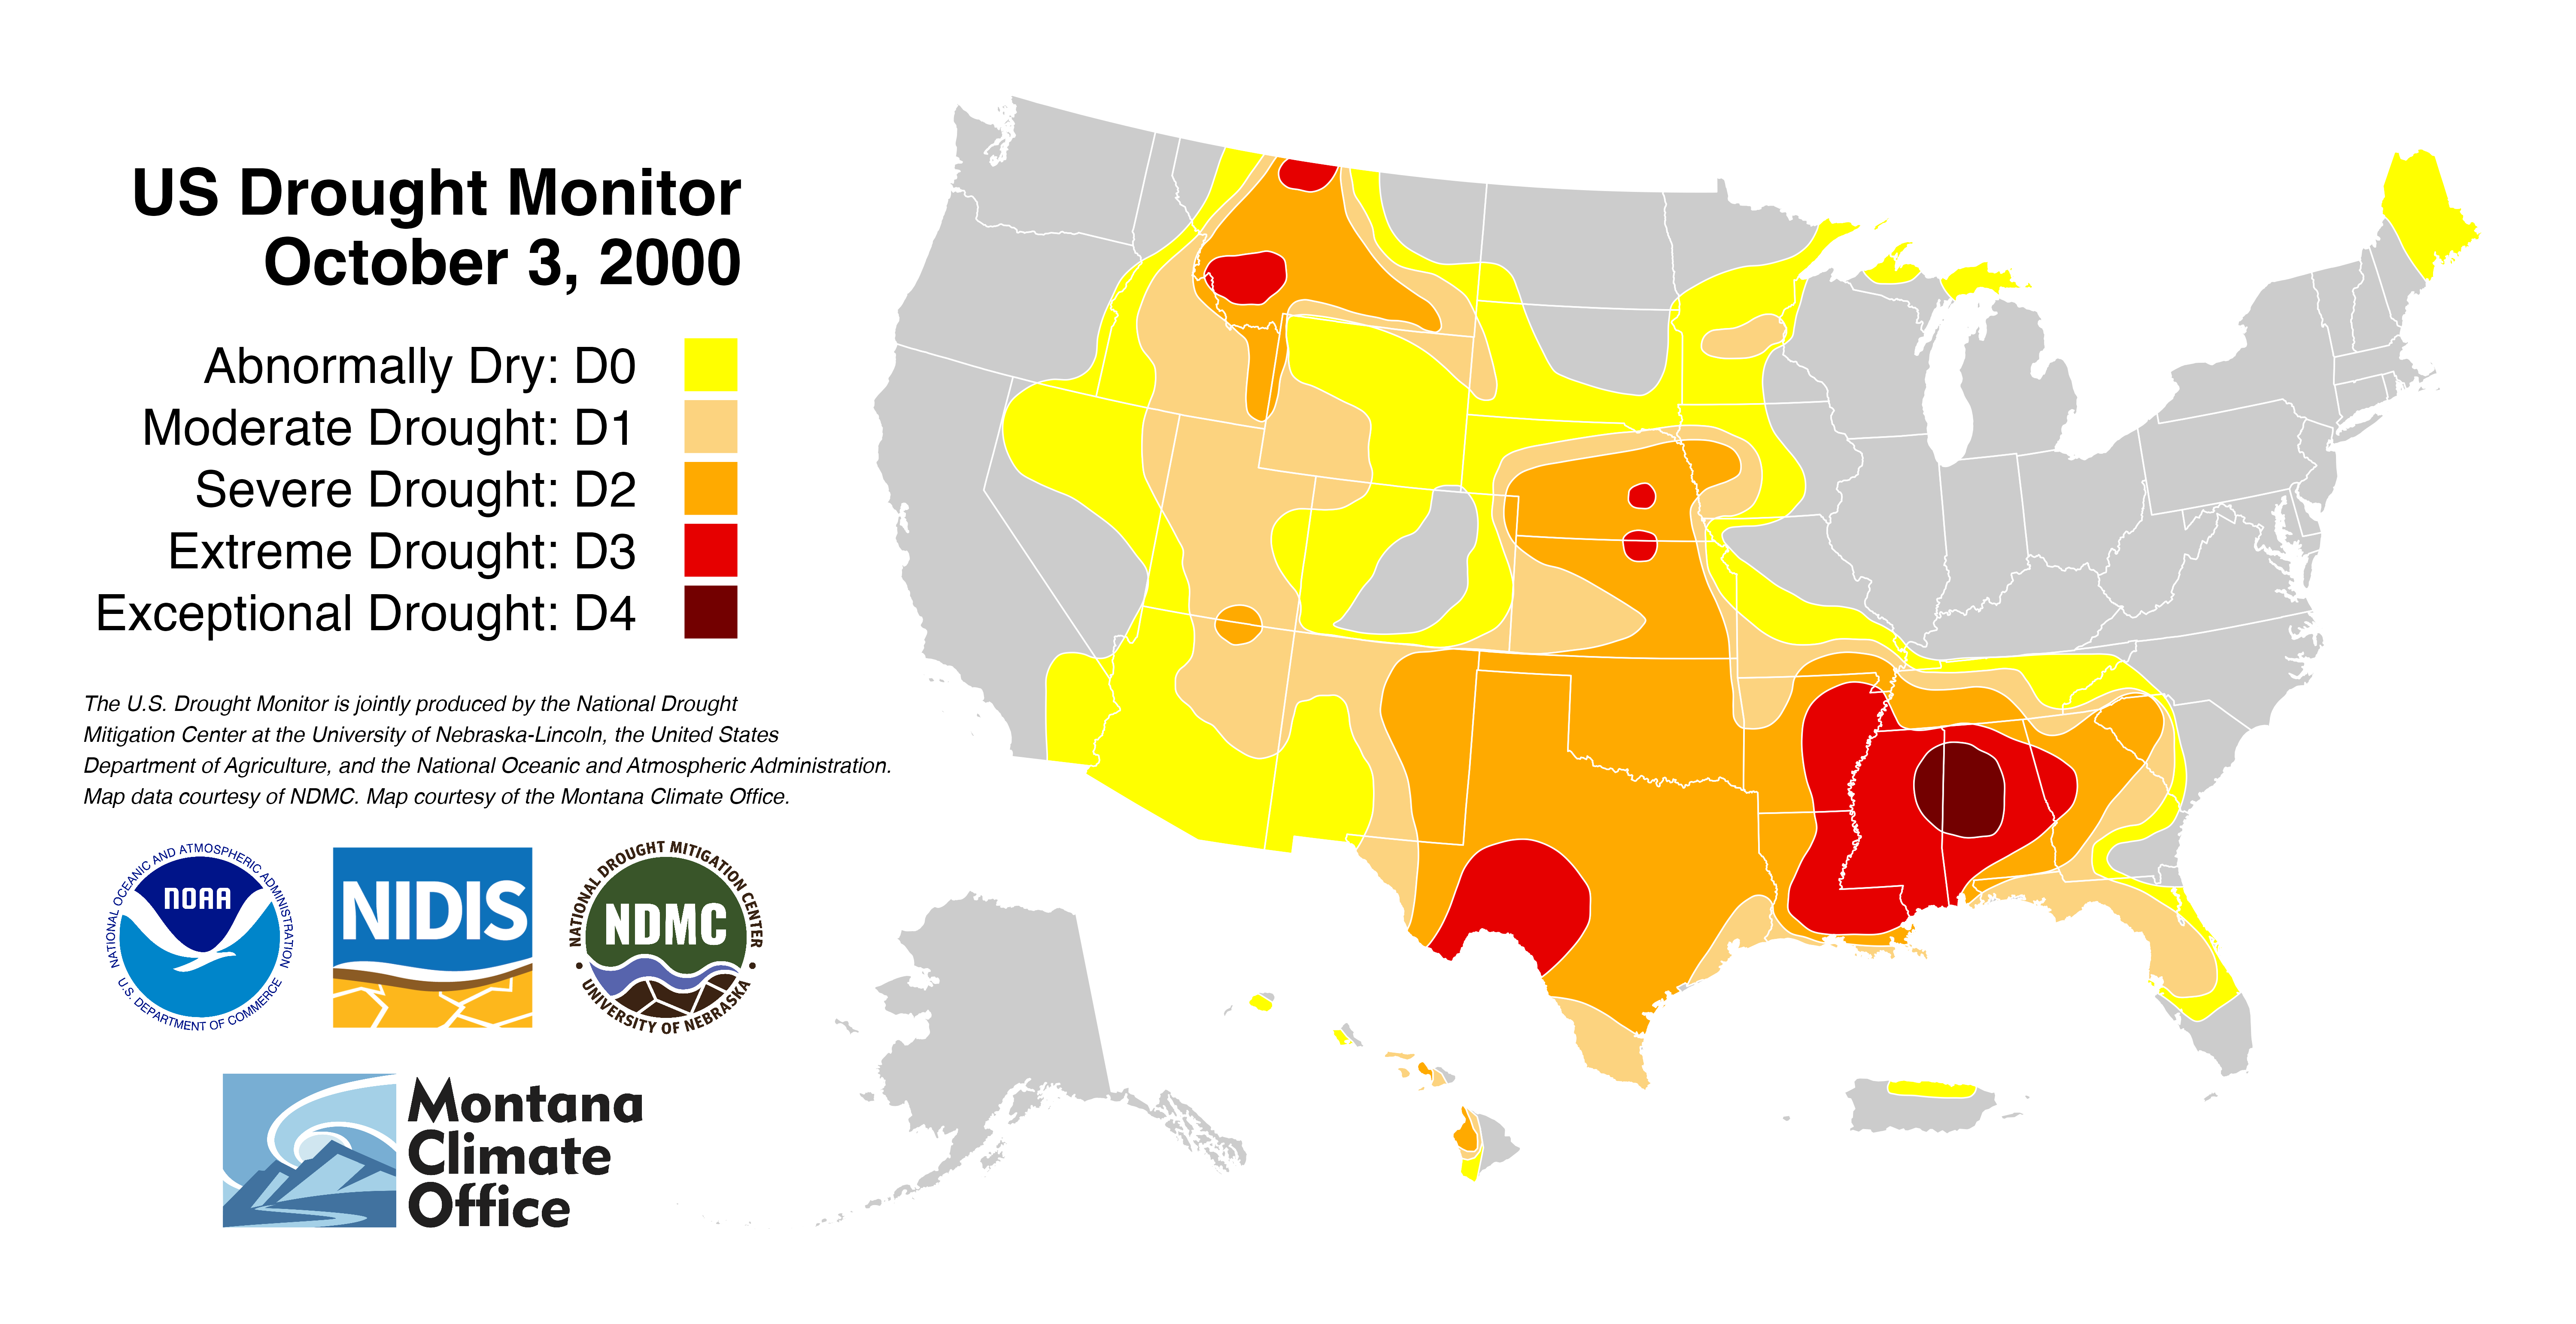 US Drought Monitor
October 3, 2000
Abnormally Dry: D0
Moderate Drought: D1
Severe Drought: D2
Extreme Drought: D3
Exceptional Drought: D4
The U.S. Drought Monitor is jointly produced by the National Drought
Mitigation Center at the University of Nebraska-Lincoln, the United States
Department of Agriculture, and the National Oceanic and Atmospheric Administration.
Map data courtesy of NDMC. Map courtesy of the Montana Climate Office.
NATIONAL OCEANIC AND ATMOSPHERIC ADMINISTRATION
NOAA
U.S. DEPARTMENT OF COMMERCE
NIDIS
NATIONAL DROUGHT MITIGATION CENTER
NDMC
UNIVERSITY OF NEBRASKA
Montana
Climate
Office